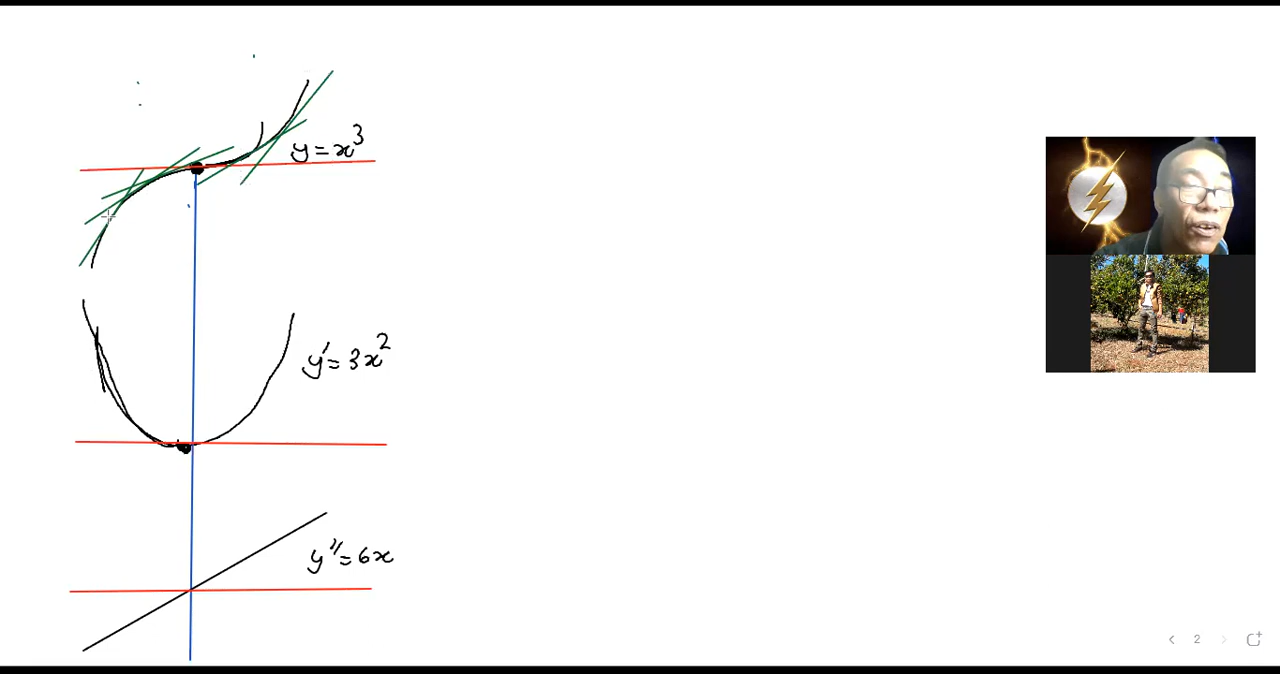 y = x³
y' = 3x²
y'' = 6x
2